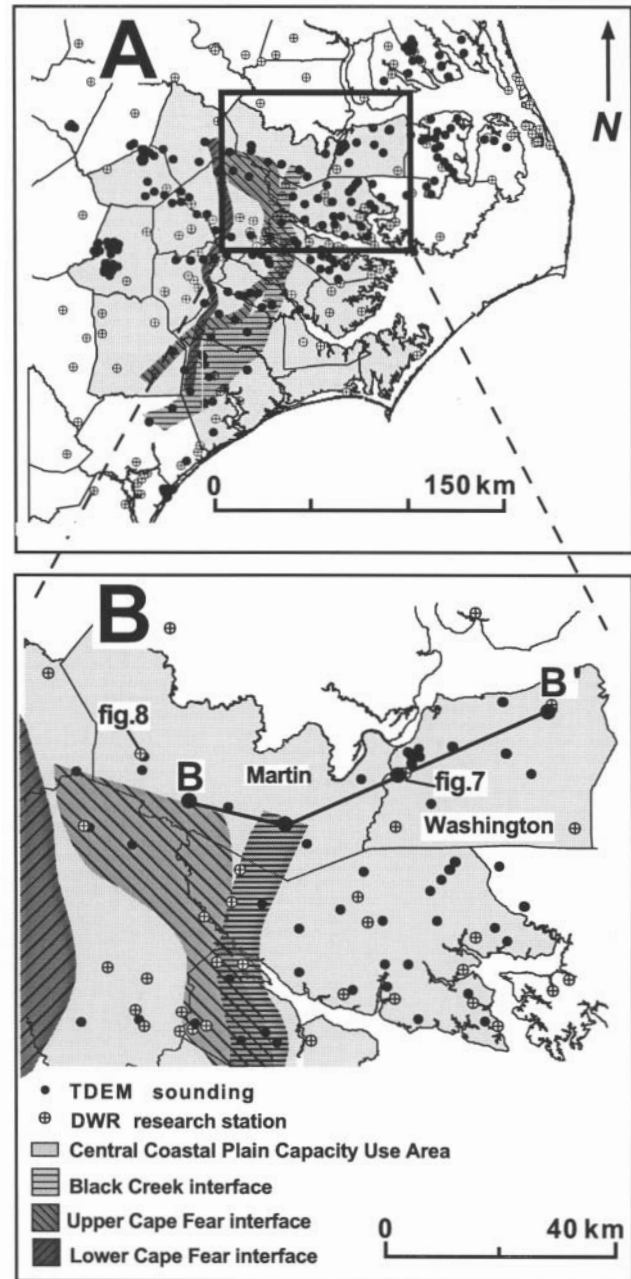 A
N
0
150 km
B
fig.8
B
B
Martin
fig.7
Washington
TDEM sounding
DWR research station
Central Coastal Plain Capacity Use Area
Black Creek interface
Upper Cape Fear interface
Lower Cape Fear interface
0
40 km